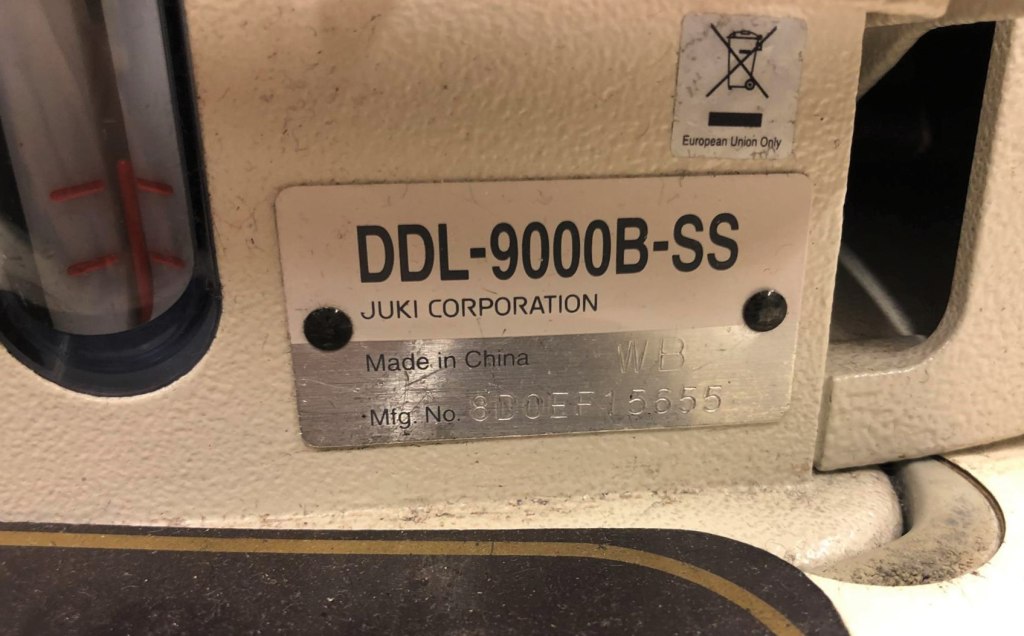 European Union Only
DDL-9000B-SS
JUKI CORPORATION
Made in China WB
Mfg. No. 8D0EF15655